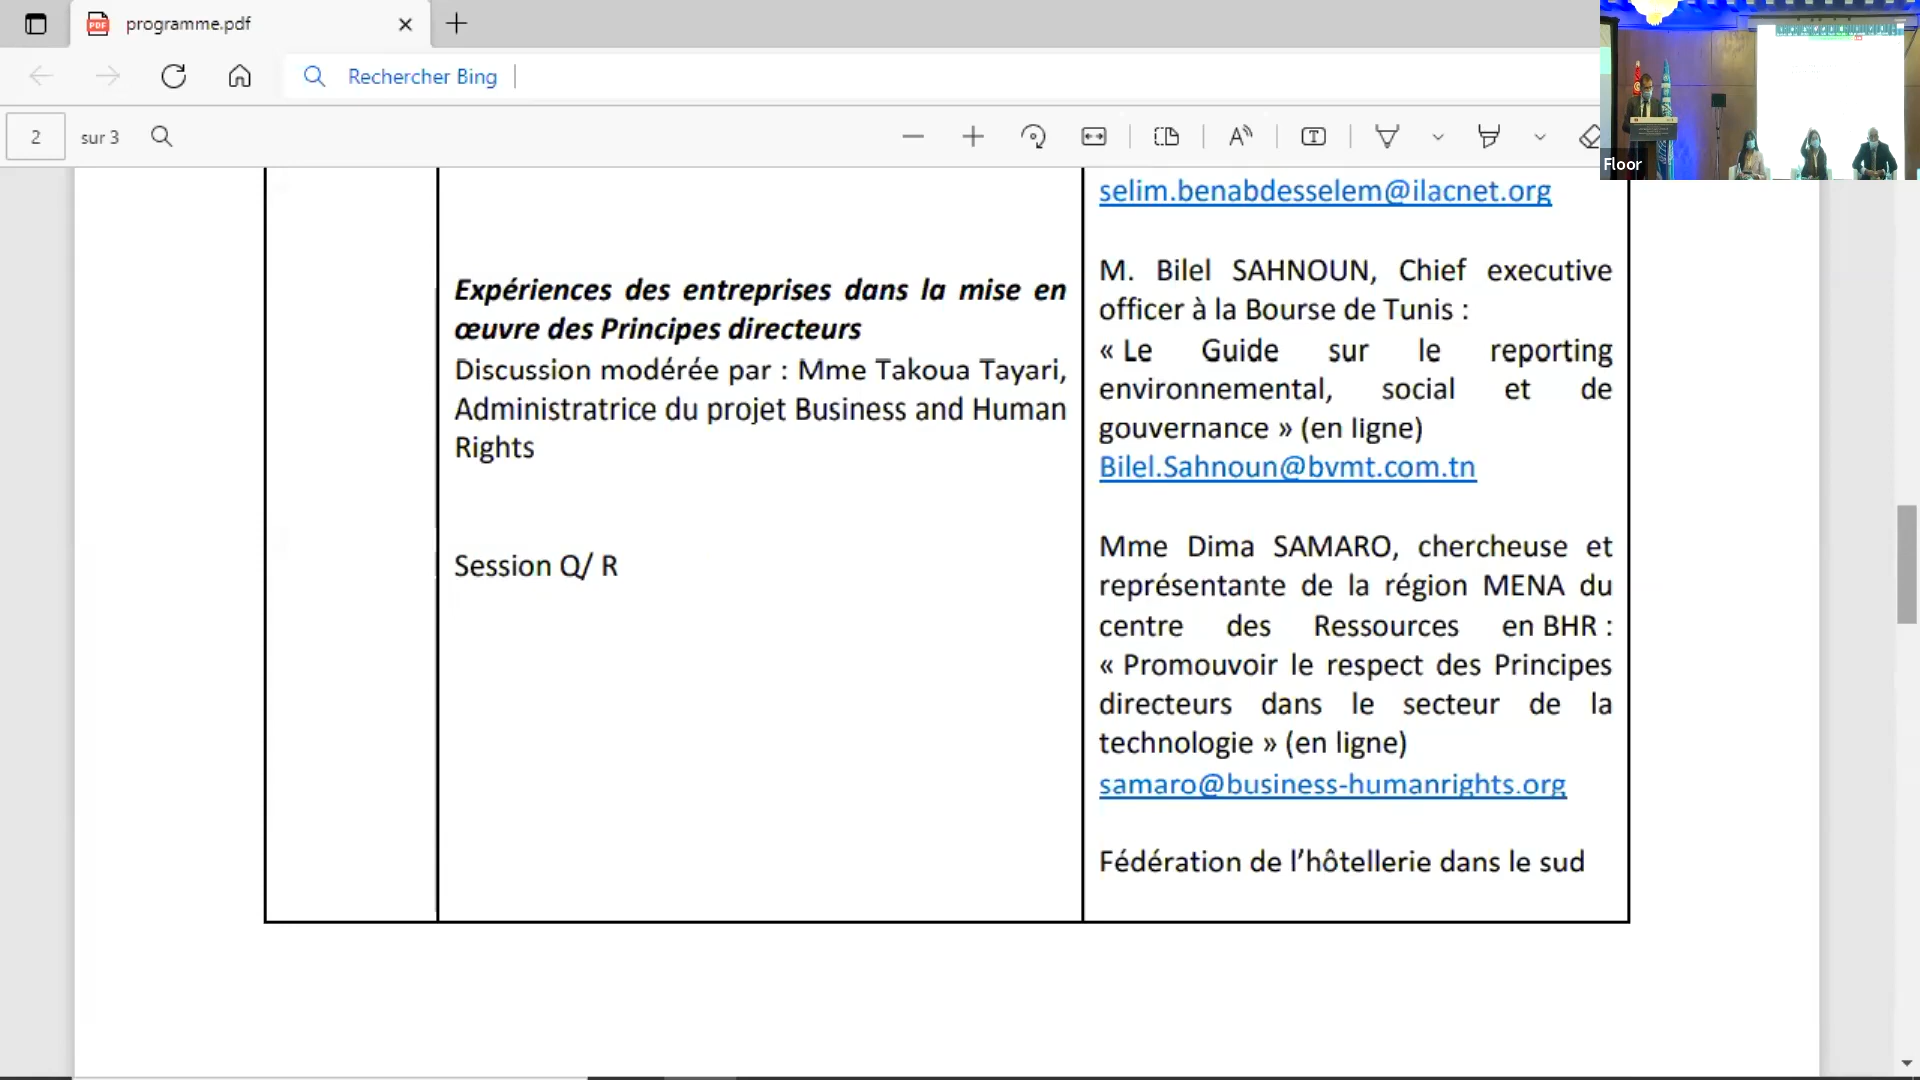 programme.pdf
Rechercher Bing
2 sur 3
Floor
Expériences des entreprises dans la mise en
œuvre des Principes directeurs
Discussion modérée par : Mme Takoua Tayari,
Administratrice du projet Business and Human
Rights
Session Q/ R
selim.benabdesselem@ilacnet.org
M. Bilel SAHNOUN, Chief executive
officer à la Bourse de Tunis :
« Le Guide sur le reporting
environnemental, social et de
gouvernance » (en ligne)
Bilel.Sahnoun@bvmt.com.tn
Mme Dima SAMARO, chercheuse et
représentante de la région MENA du
centre des Ressources en BHR :
« Promouvoir le respect des Principes
directeurs dans le secteur de la
technologie » (en ligne)
samaro@business-humanrights.org
Fédération de l’hôtellerie dans le sud